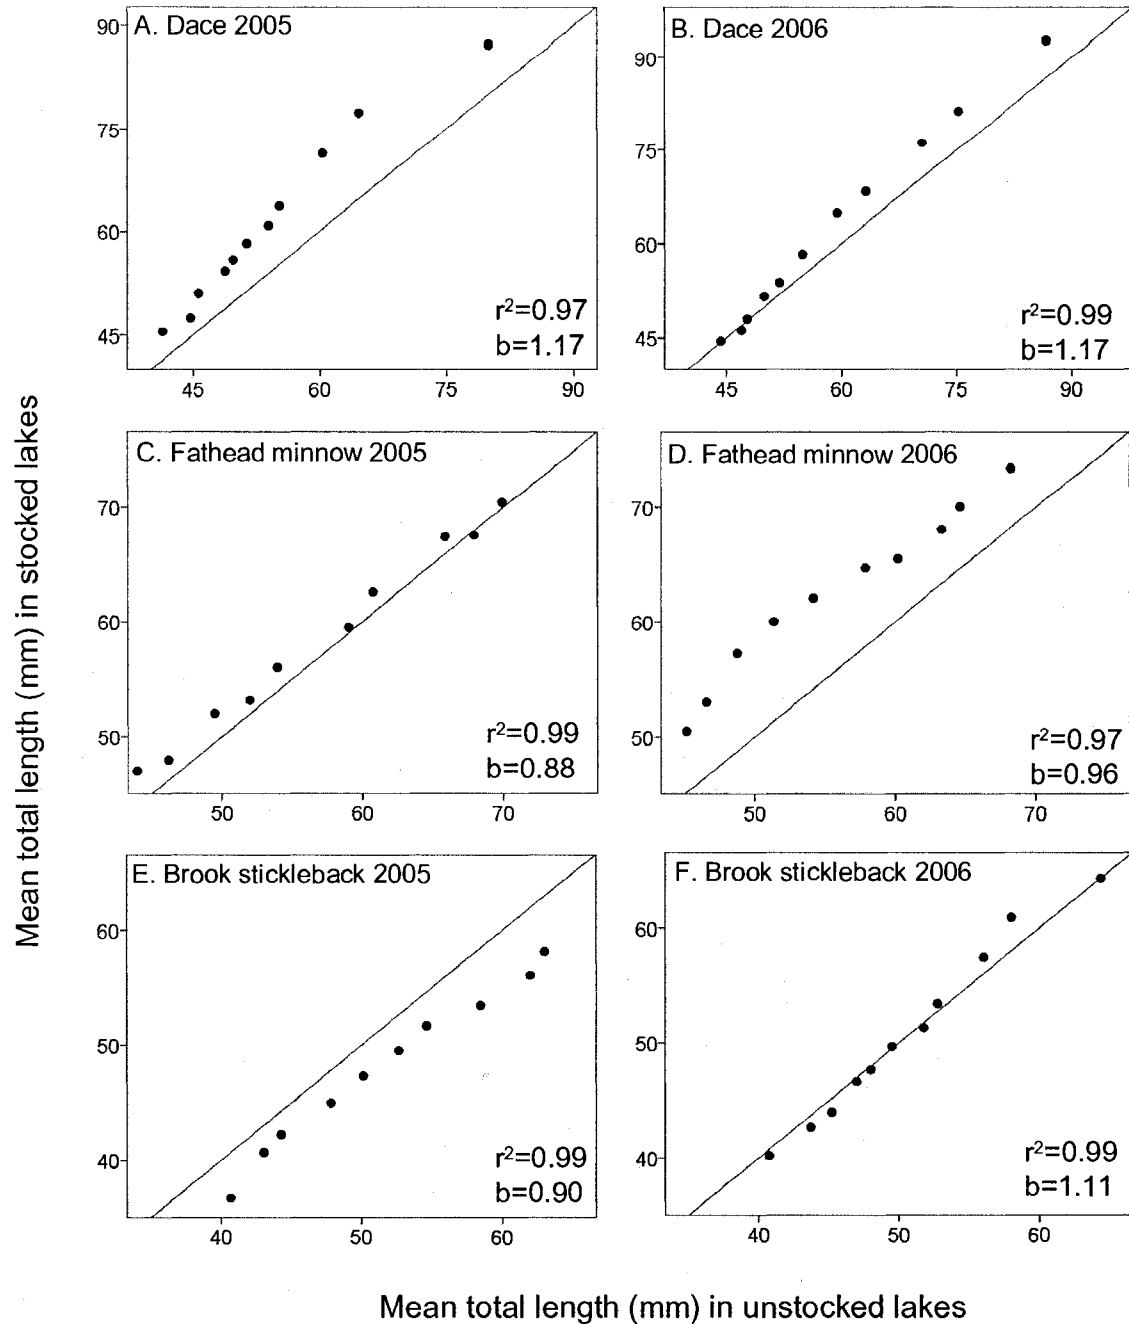 A. Dace 2005
90
75
60
45
r²=0.97
b=1.17
45 60 75 90
B. Dace 2006
90
75
60
45
r²=0.99
b=1.17
45 60 75 90
C. Fathead minnow 2005
70
60
50
r²=0.99
b=0.88
50 60 70
D. Fathead minnow 2006
70
60
50
r²=0.97
b=0.96
50 60 70
E. Brook stickleback 2005
60
50
40
r²=0.99
b=0.90
40 50 60
F. Brook stickleback 2006
60
50
40
r²=0.99
b=1.11
40 50 60
Mean total length (mm) in stocked lakes
Mean total length (mm) in unstocked lakes